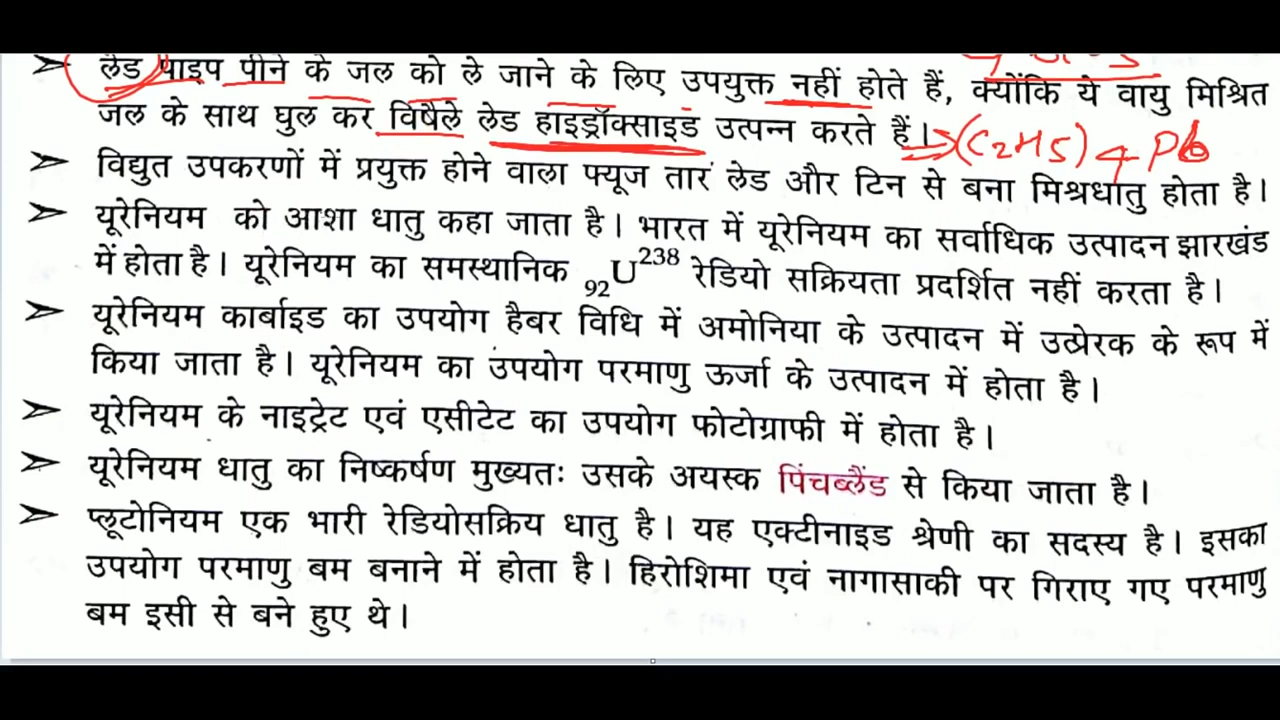 ➢ लेड पाइप पीने के जल को ले जाने के लिए उपयुक्त नहीं होते हैं, क्योंकि ये वायु मिश्रित
जल के साथ घुल कर विषैले लेड हाइड्रॉक्साइड उत्पन्न करते हैं। ⇒ (C2H5)4 Pb
➢ विद्युत उपकरणों में प्रयुक्त होने वाला फ्यूज तार लेड और टिन से बना मिश्रधातु होता है।
➢ यूरेनियम को आशा धातु कहा जाता है। भारत में यूरेनियम का सर्वाधिक उत्पादन झारखंड
में होता है। यूरेनियम का समस्थानिक ₉₂U²³⁸ रेडियो सक्रियता प्रदर्शित नहीं करता है।
➢ यूरेनियम कार्बाइड का उपयोग हैबर विधि में अमोनिया के उत्पादन में उत्प्रेरक के रूप में
किया जाता है। यूरेनियम का उपयोग परमाणु ऊर्जा के उत्पादन में होता है।
➢ यूरेनियम के नाइट्रेट एवं एसीटेट का उपयोग फोटोग्राफी में होता है।
➢ यूरेनियम धातु का निष्कर्षण मुख्यतः उसके अयस्क पिंचब्लैंड से किया जाता है।
➢ प्लूटोनियम एक भारी रेडियोसक्रिय धातु है। यह एक्टीनाइड श्रेणी का सदस्य है। इसका
उपयोग परमाणु बम बनाने में होता है। हिरोशिमा एवं नागासाकी पर गिराए गए परमाणु
बम इसी से बने हुए थे।